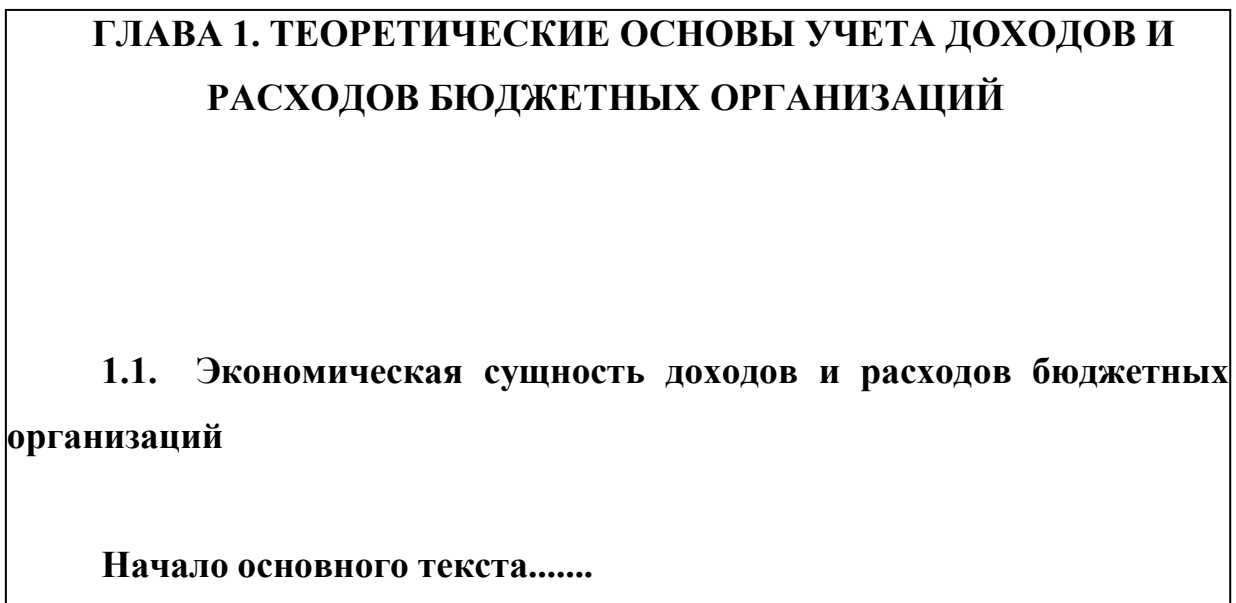 ГЛАВА 1. ТЕОРЕТИЧЕСКИЕ ОСНОВЫ УЧЕТА ДОХОДОВ И
РАСХОДОВ БЮДЖЕТНЫХ ОРГАНИЗАЦИЙ
1.1. Экономическая сущность доходов и расходов бюджетных
организаций
Начало основного текста.......